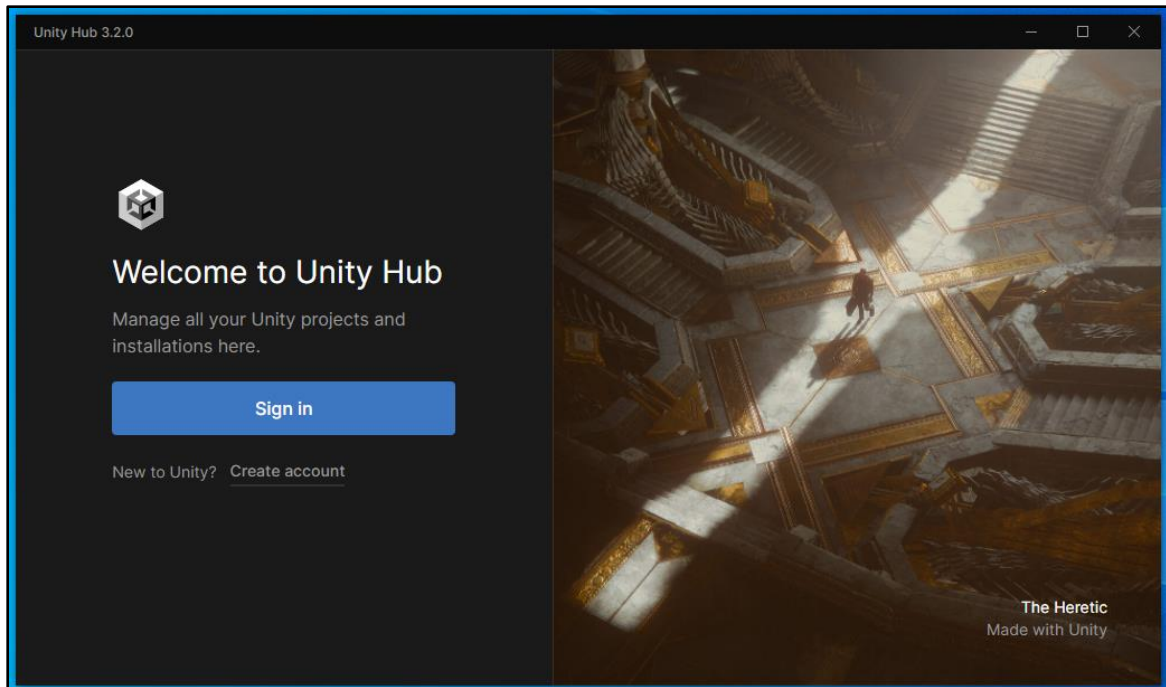 Unity Hub 3.2.0
Welcome to Unity Hub
Manage all your Unity projects and
installations here.
Sign in
New to Unity? Create account
The Heretic
Made with Unity